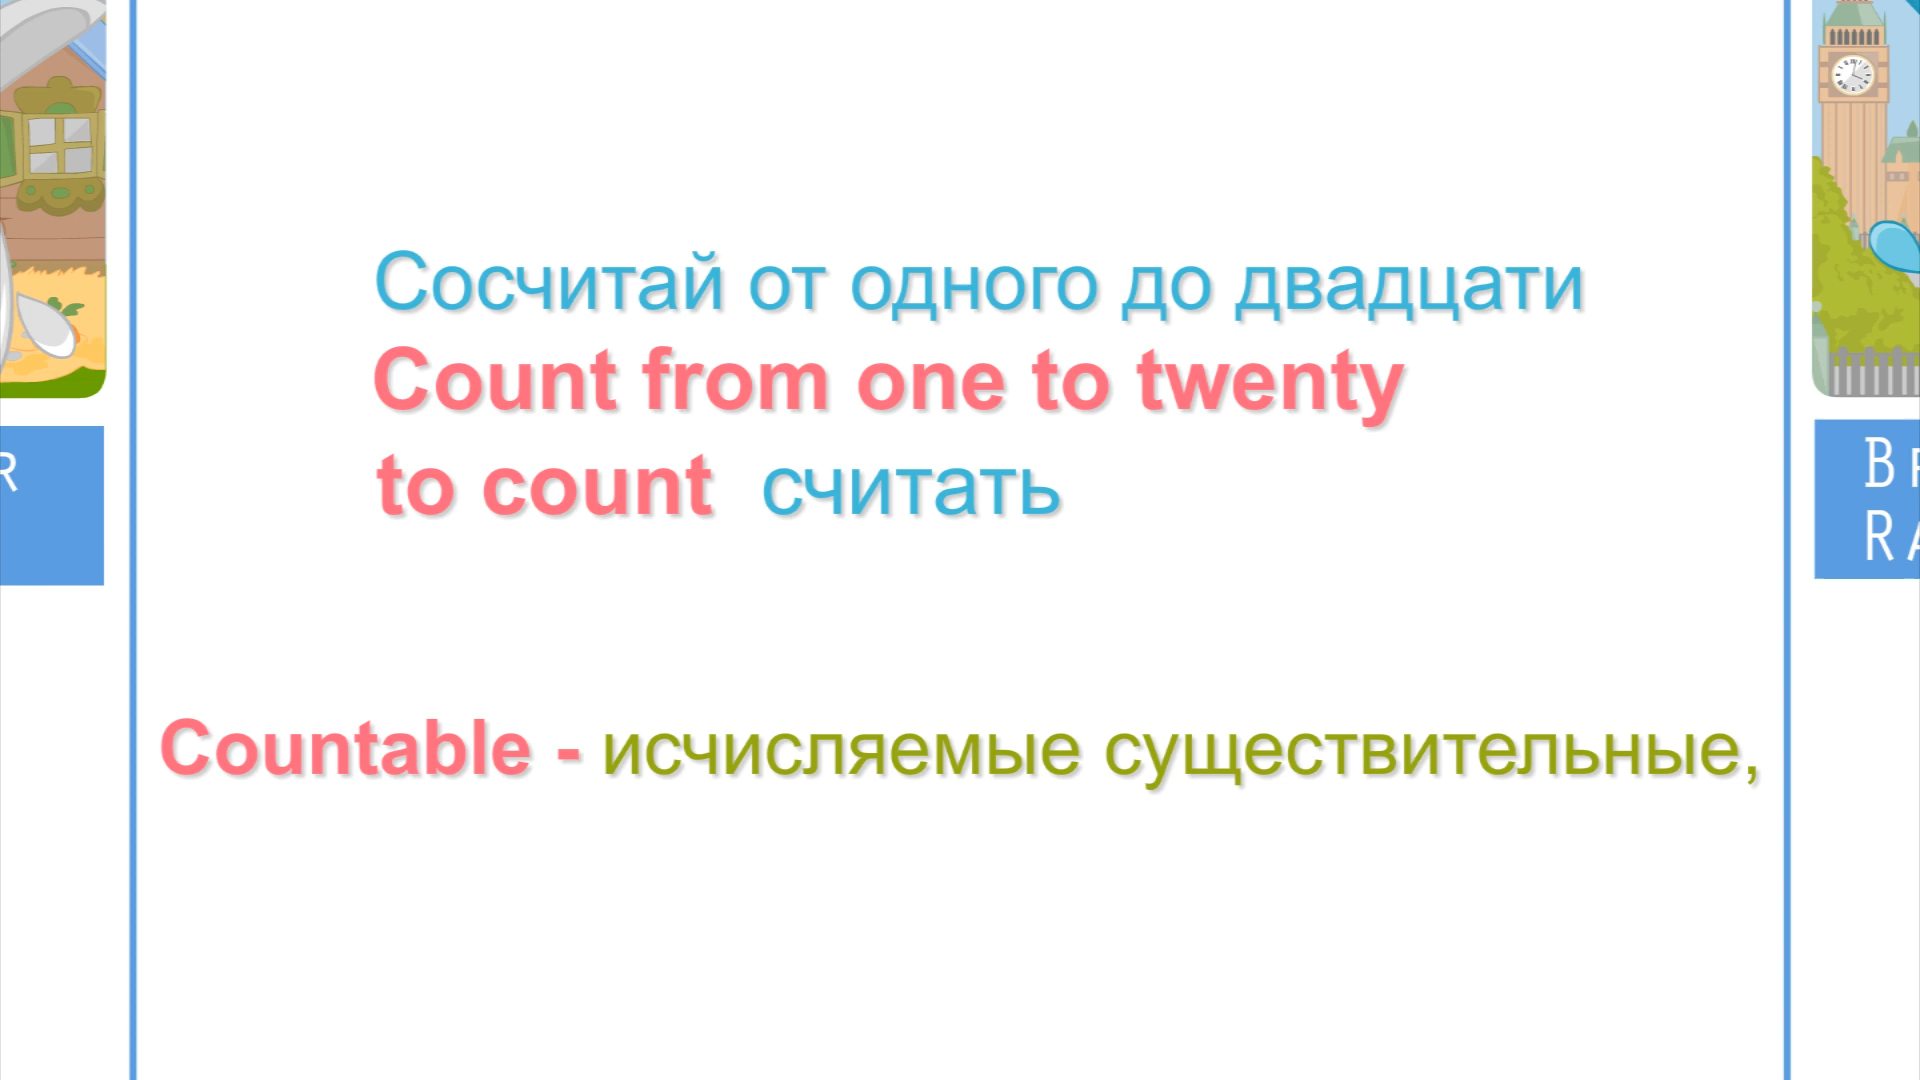 Сосчитай от одного до двадцати
Count from one to twenty
to count считать
Countable - исчисляемые существительные,